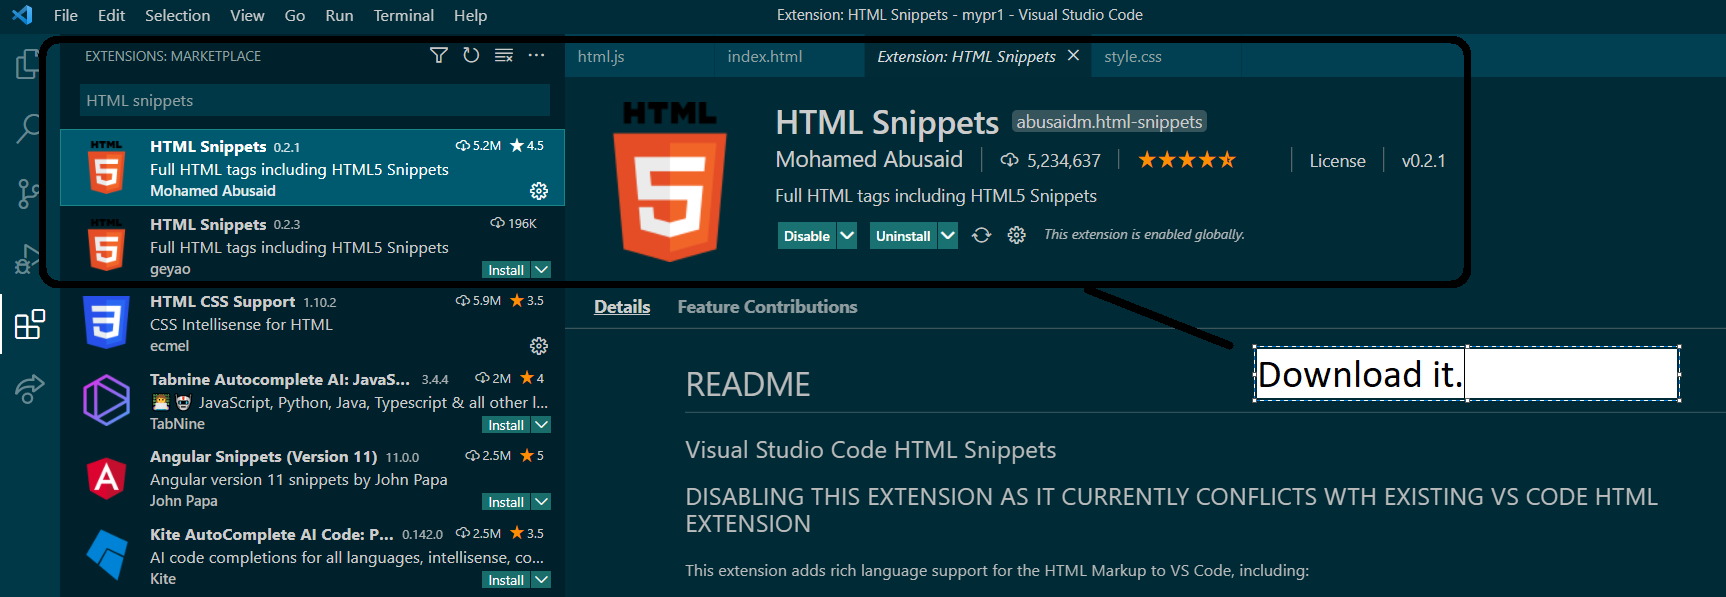 File Edit Selection View Go Run Terminal Help
Extension: HTML Snippets - mypr1 - Visual Studio Code
EXTENSIONS: MARKETPLACE
HTML snippets
HTML
HTML Snippets 0.2.1 5.2M 4.5
Full HTML tags including HTML5 Snippets
Mohamed Abusaid
HTML
HTML Snippets 0.2.3 196K
Full HTML tags including HTML5 Snippets
geyao Install
HTML CSS Support 1.10.2 5.9M 3.5
CSS Intellisense for HTML
ecmel
Tabnine Autocomplete AI: JavaS... 3.4.4 2M 4
JavaScript, Python, Java, Typescript & all other l...
TabNine Install
Angular Snippets (Version 11) 11.0.0 2.5M 5
Angular version 11 snippets by John Papa
John Papa Install
Kite AutoComplete AI Code: P... 0.142.0 2.5M 3.5
AI code completions for all languages, intellisense, co...
Kite Install
html.js index.html Extension: HTML Snippets style.css
HTML
5
HTML Snippets abusaidm.html-snippets
Mohamed Abusaid 5,234,637 License v0.2.1
Full HTML tags including HTML5 Snippets
Disable Uninstall This extension is enabled globally.
Details Feature Contributions
Download it.
README
Visual Studio Code HTML Snippets
DISABLING THIS EXTENSION AS IT CURRENTLY CONFLICTS WTH EXISTING VS CODE HTML
EXTENSION
This extension adds rich language support for the HTML Markup to VS Code, including: